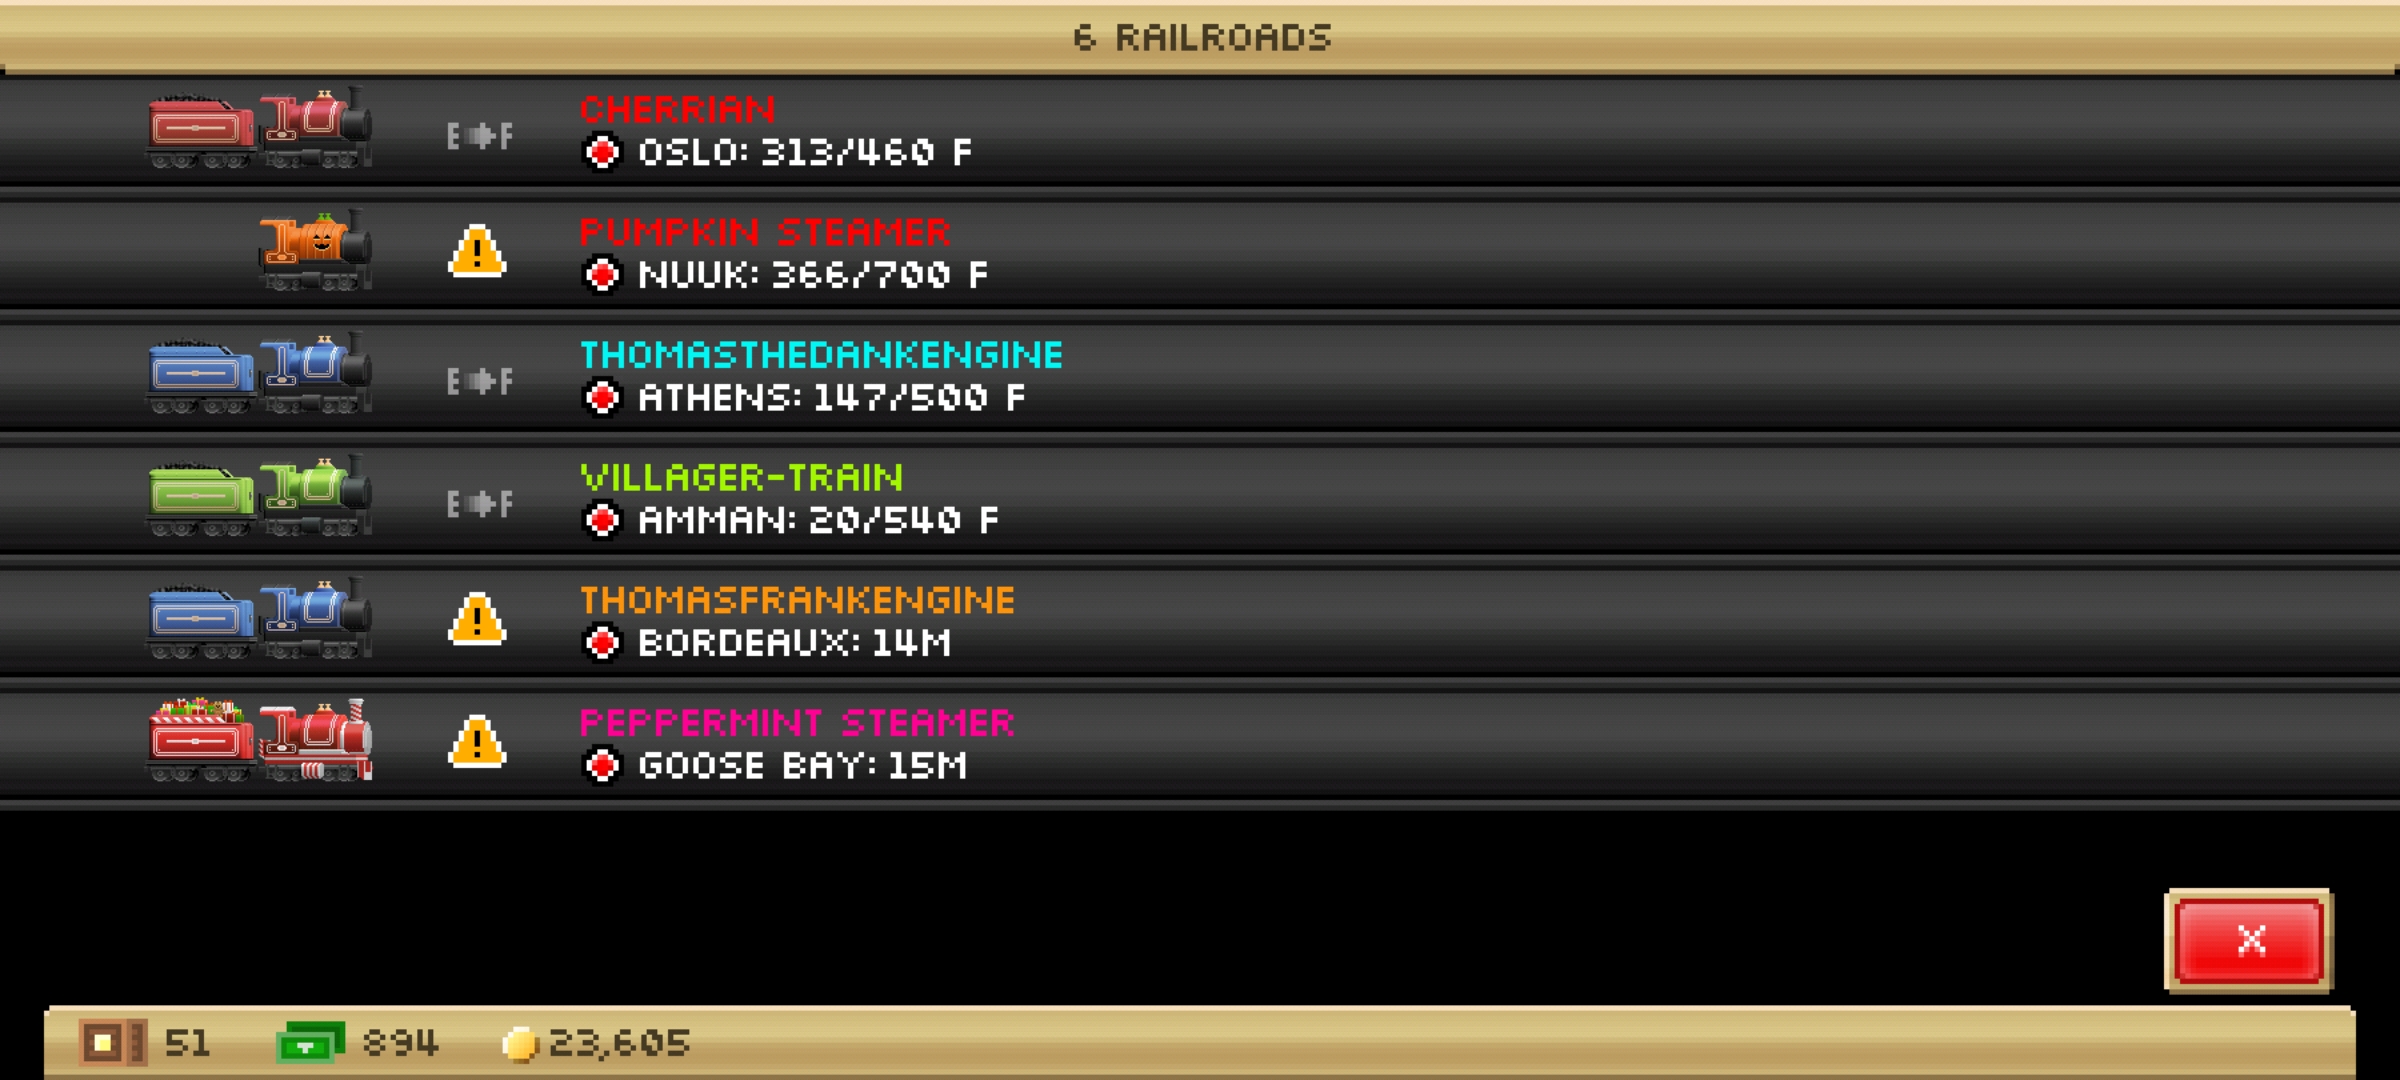 6 RAILROADS
CHERRIAN
E F
OSLO: 313/460 F
PUMPKIN STEAMER
!
NUUK: 366/700 F
THOMASTHEDANKENGINE
E F
ATHENS: 147/500 F
VILLAGER-TRAIN
E F
AMMAN: 20/540 F
THOMASFRANKENGINE
!
BORDEAUX: 14M
PEPPERMINT STEAMER
!
GOOSE BAY: 15M
X
51 894 23,605